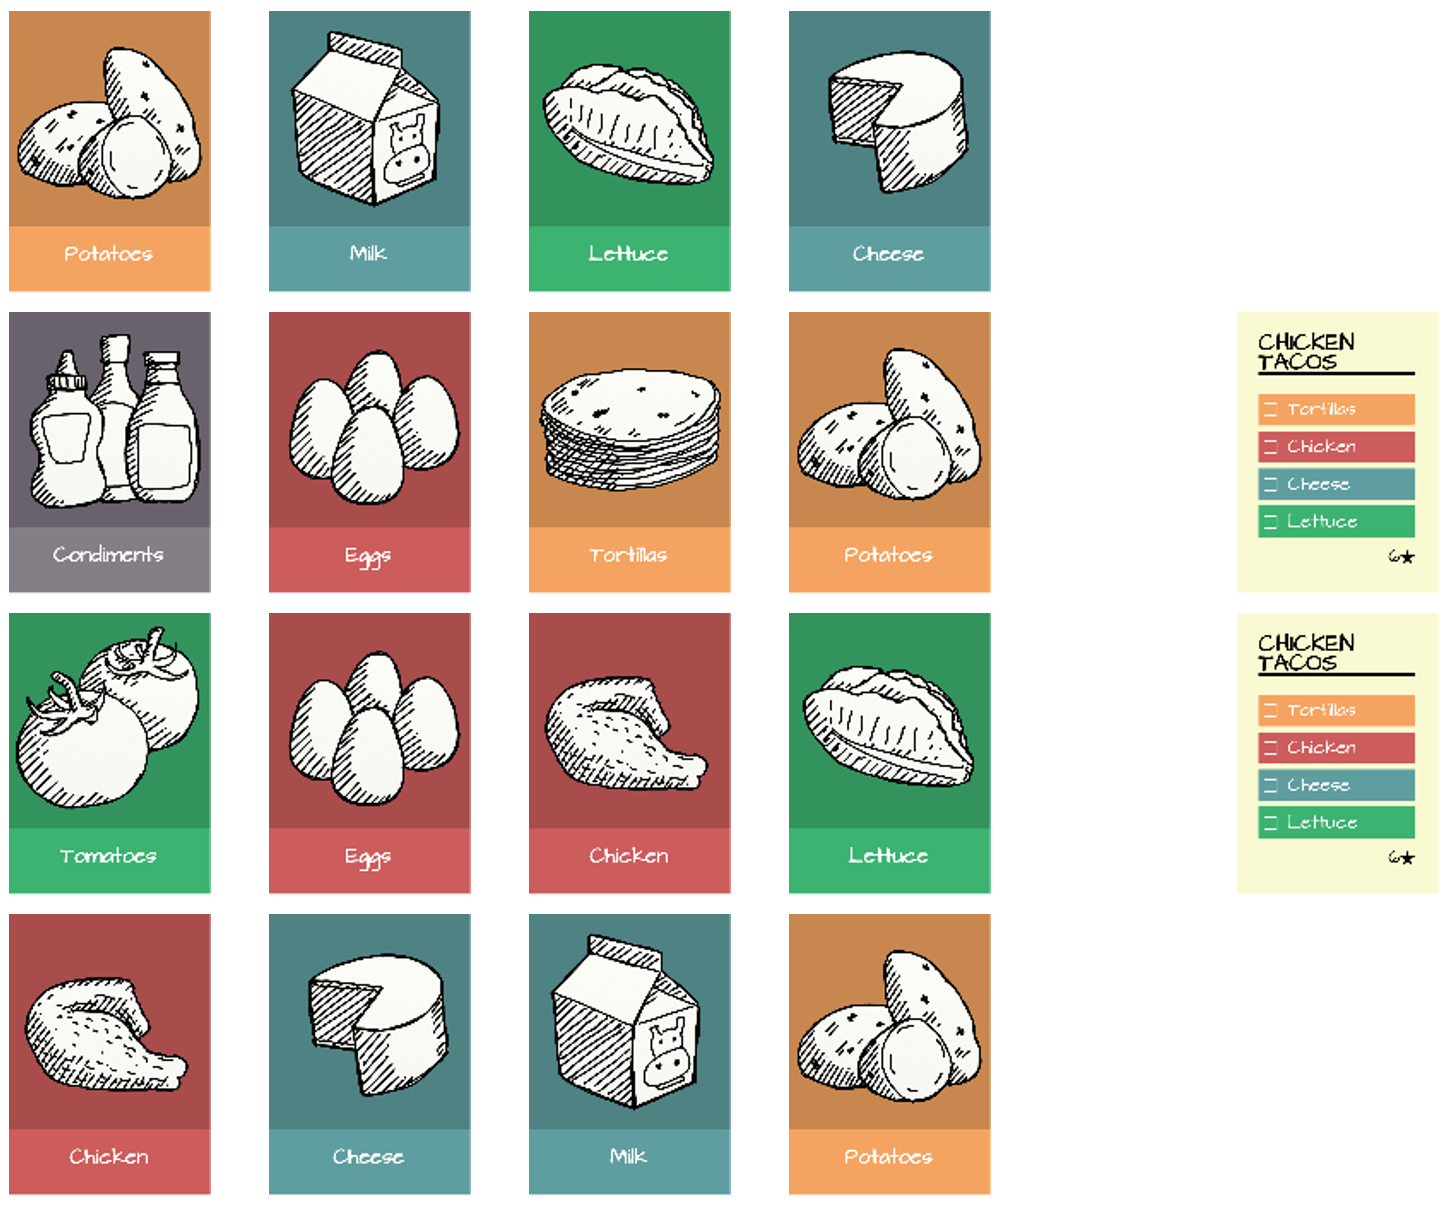 Potatoes
Milk
Lettuce
Cheese
Condiments
Eggs
Tortillas
Potatoes
CHICKEN
TACOS
Tortillas
Chicken
Cheese
Lettuce
6★
Tomatoes
Eggs
Chicken
Lettuce
CHICKEN
TACOS
Tortillas
Chicken
Cheese
Lettuce
6★
Chicken
Cheese
Milk
Potatoes